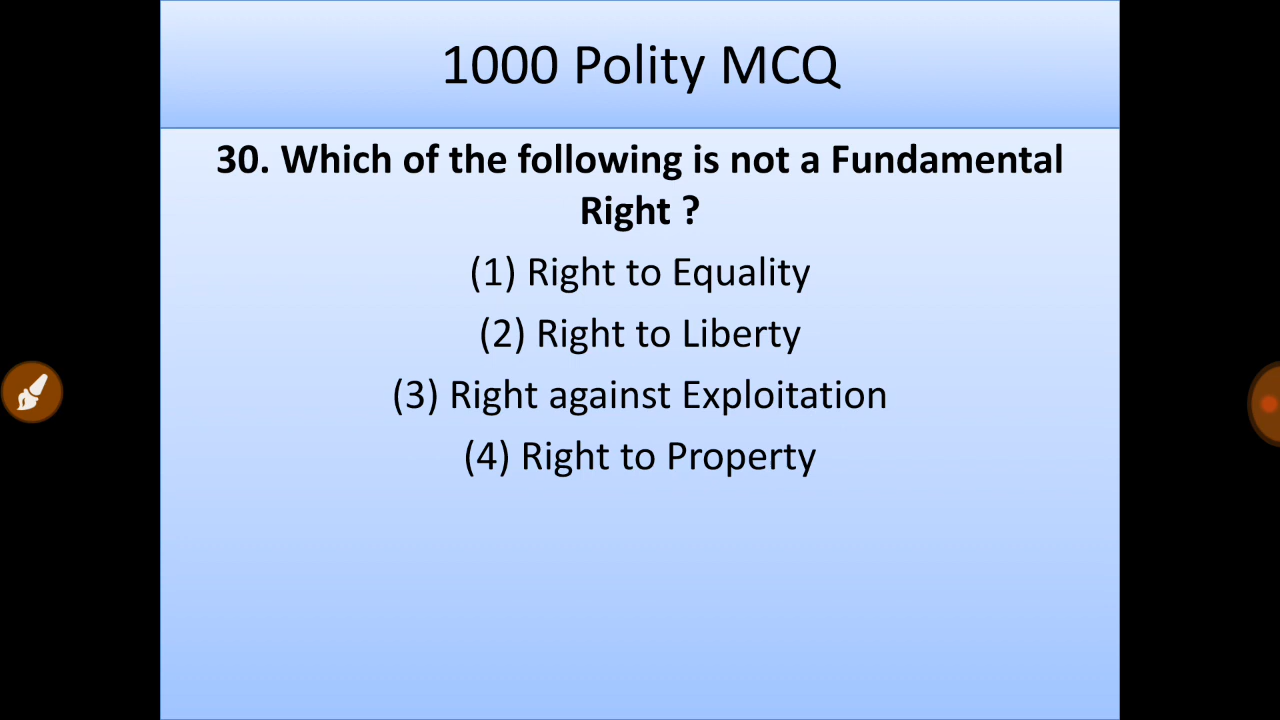 1000 Polity MCQ
30. Which of the following is not a Fundamental
Right ?
(1) Right to Equality
(2) Right to Liberty
(3) Right against Exploitation
(4) Right to Property